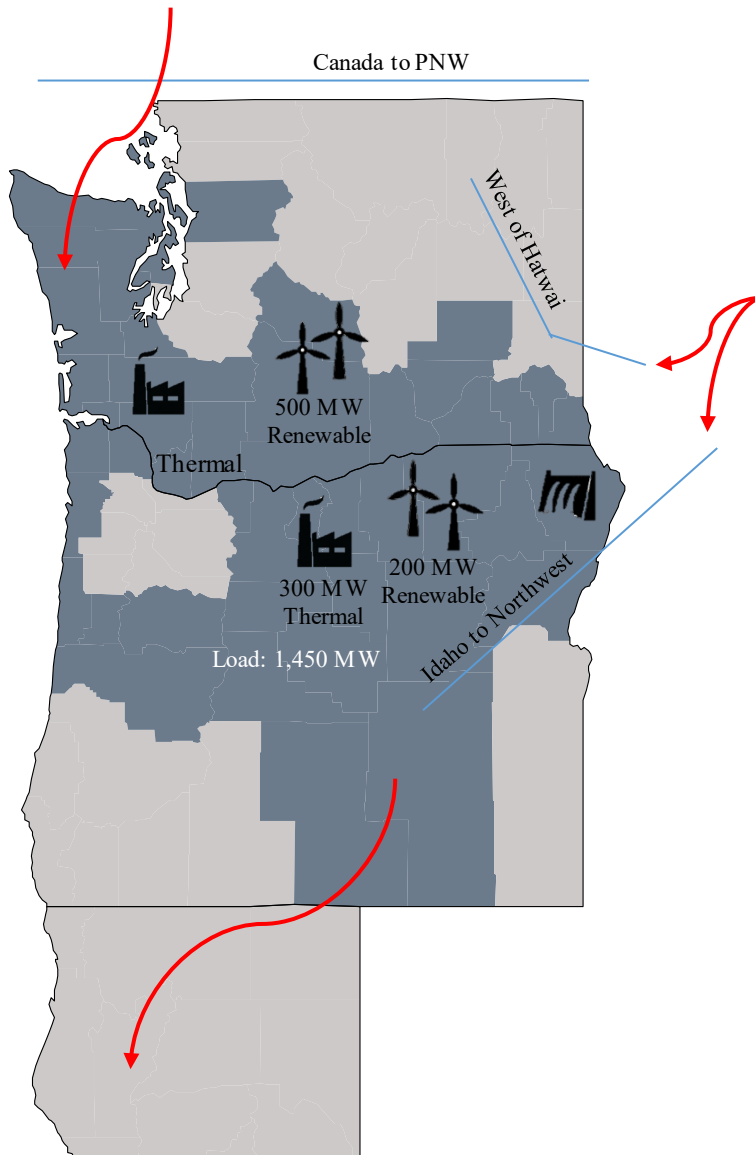 Canada to PNW
West of Hatwai
500 MW
Renewable
Thermal
200 MW
Renewable
300 MW
Thermal
Idaho to Northwest
Load: 1,450 MW